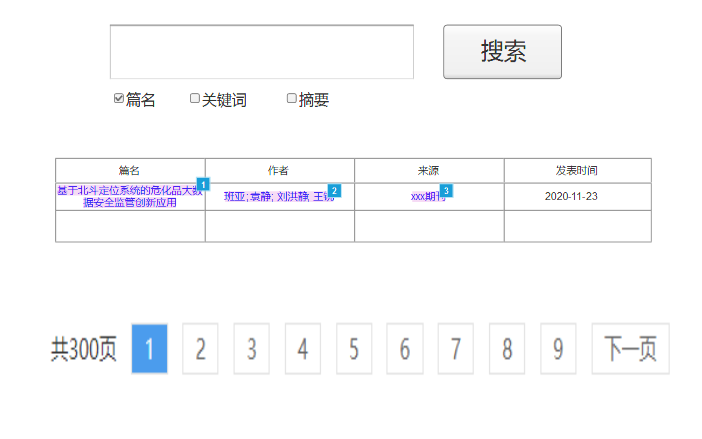 搜索
篇名 关键词 摘要
篇名 作者 来源 发表时间
基于北斗定位系统的危化品大数
据安全监管创新应用
1
班亚; 袁静; 刘洪静; 王锈
2
xxx期刊
3
2020-11-23
共300页 1 2 3 4 5 6 7 8 9 下一页